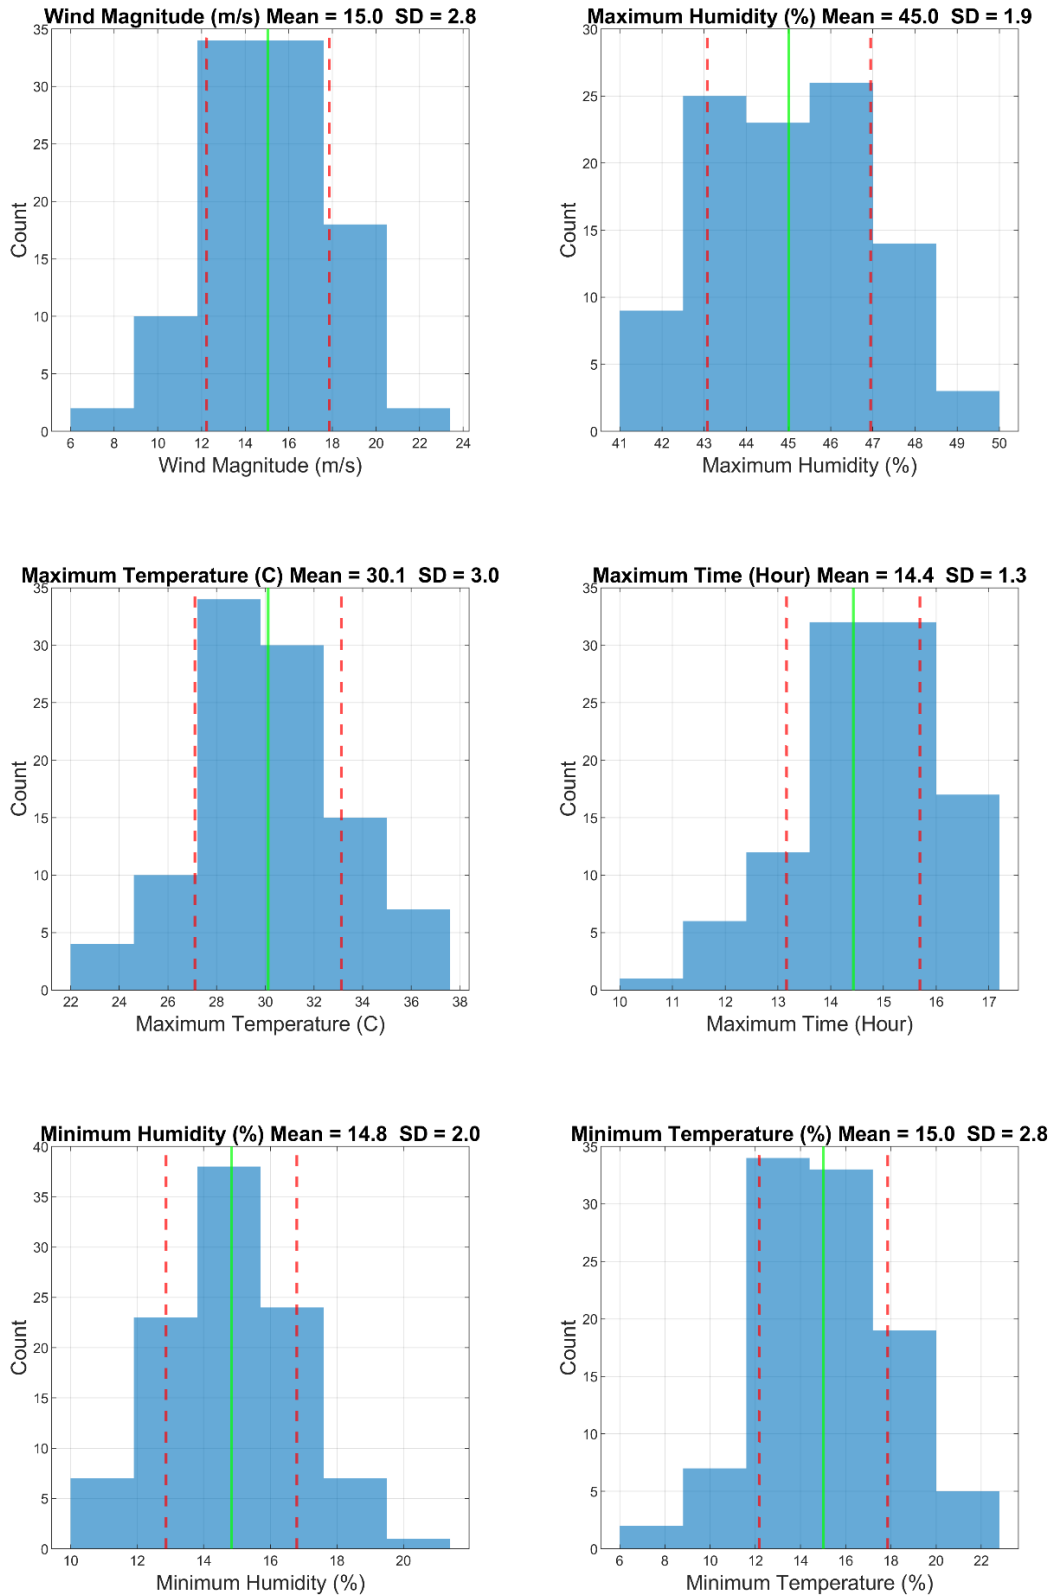 Wind Magnitude (m/s) Mean = 15.0 SD = 2.8
35
30
25
20
15
10
5
0
Count
6 8 10 12 14 16 18 20 22 24
Wind Magnitude (m/s)
Maximum Humidity (%) Mean = 45.0 SD = 1.9
30
25
20
15
10
5
0
Count
41 42 43 44 45 46 47 48 49 50
Maximum Humidity (%)
Maximum Temperature (C) Mean = 30.1 SD = 3.0
35
30
25
20
15
10
5
0
Count
22 24 26 28 30 32 34 36 38
Maximum Temperature (C)
Maximum Time (Hour) Mean = 14.4 SD = 1.3
35
30
25
20
15
10
5
0
Count
10 11 12 13 14 15 16 17
Maximum Time (Hour)
Minimum Humidity (%) Mean = 14.8 SD = 2.0
40
35
30
25
20
15
10
5
0
Count
10 12 14 16 18 20
Minimum Humidity (%)
Minimum Temperature (%) Mean = 15.0 SD = 2.8
35
30
25
20
15
10
5
0
Count
6 8 10 12 14 16 18 20 22
Minimum Temperature (%)